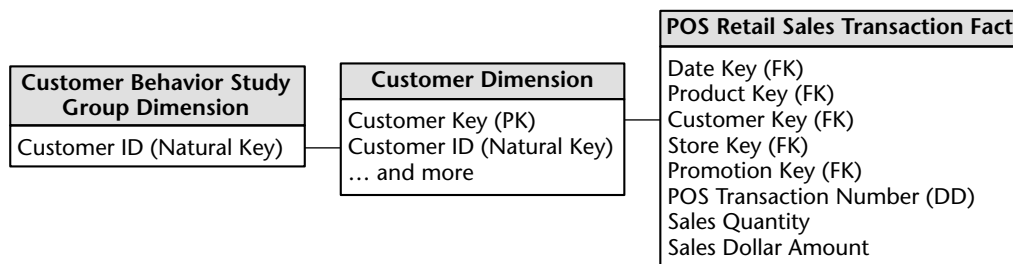 Customer Behavior Study
Group Dimension
Customer ID (Natural Key)
Customer Dimension
Customer Key (PK)
Customer ID (Natural Key)
… and more
POS Retail Sales Transaction Fact
Date Key (FK)
Product Key (FK)
Customer Key (FK)
Store Key (FK)
Promotion Key (FK)
POS Transaction Number (DD)
Sales Quantity
Sales Dollar Amount